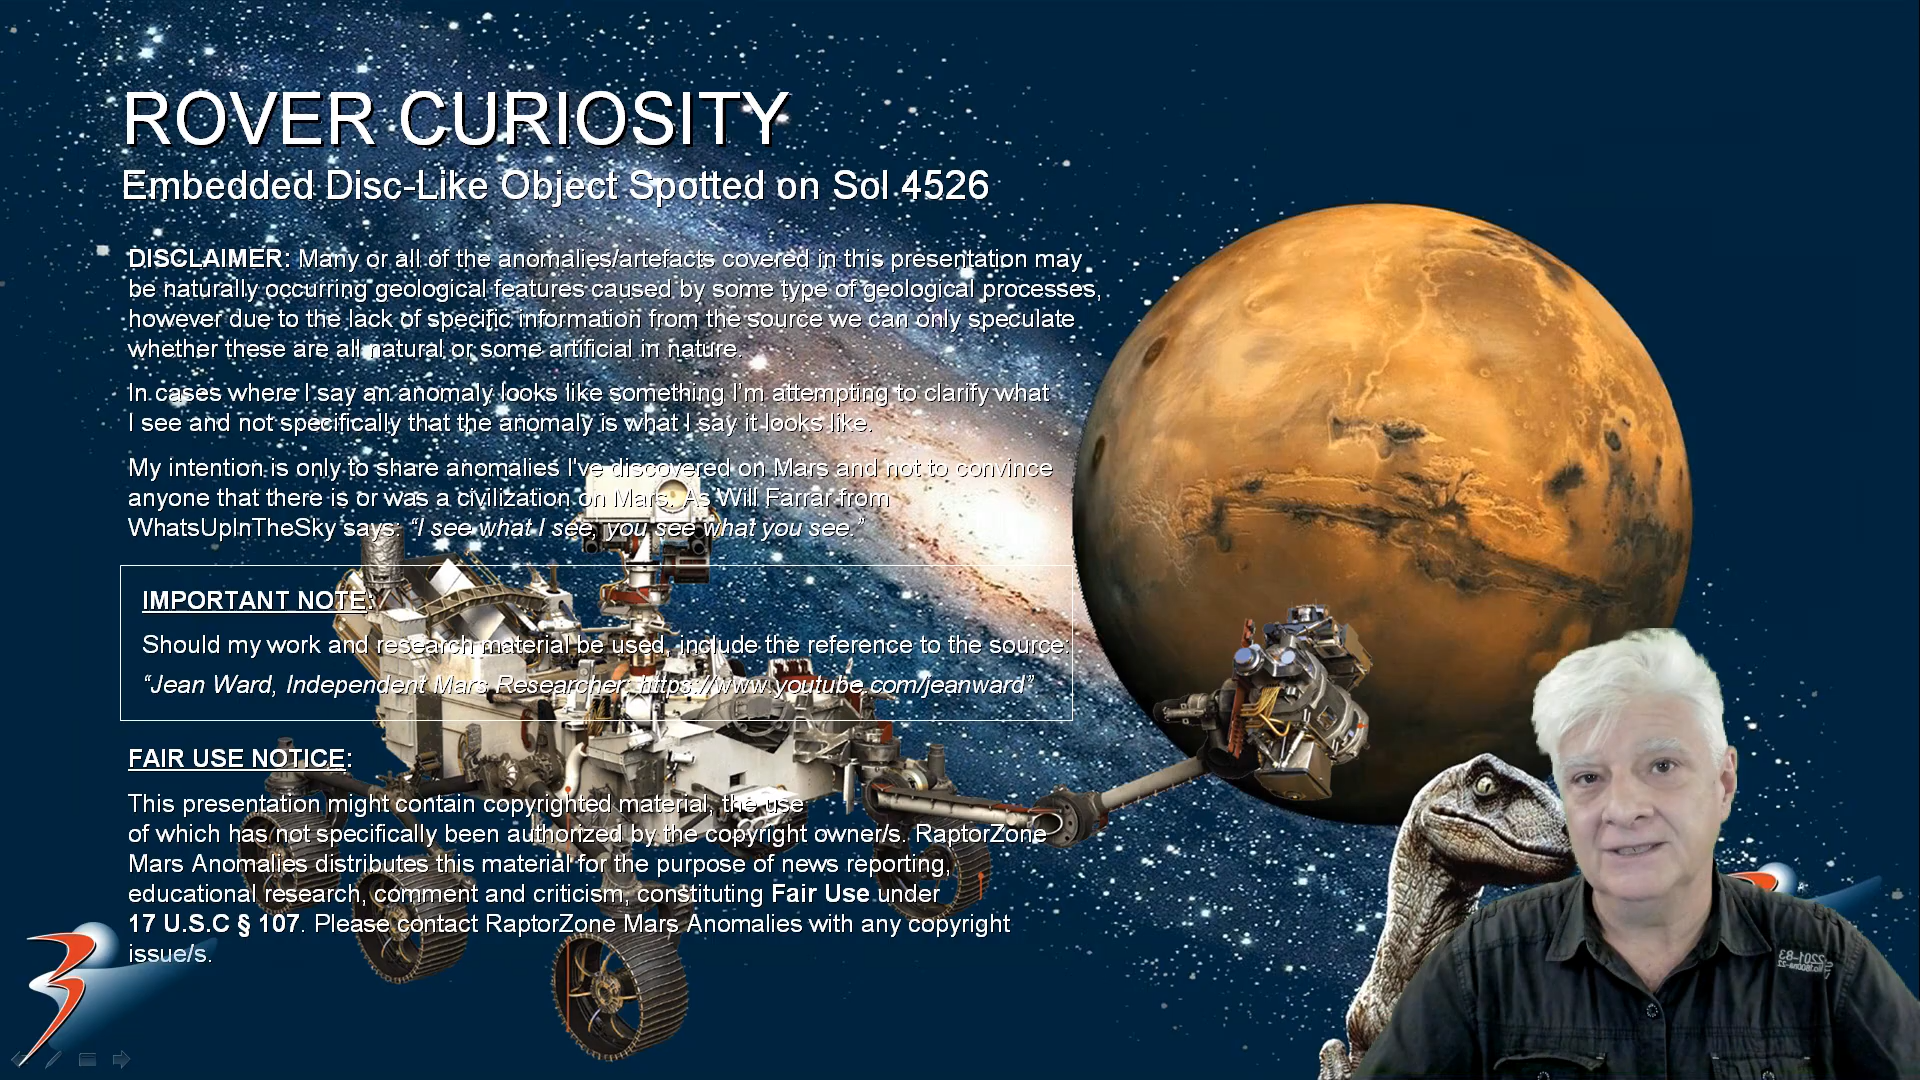 ROVER CURIOSITY
Embedded Disc-Like Object Spotted on Sol 4526
DISCLAIMER: Many or all of the anomalies/artefacts covered in this presentation may
be naturally occurring geological features caused by some type of geological processes,
however due to the lack of specific information from the source we can only speculate
whether these are all natural or some artificial in nature.
In cases where I say an anomaly looks like something I'm attempting to clarify what
I see and not specifically that the anomaly is what I say it looks like.
My intention is only to share anomalies I've discovered on Mars and not to convince
anyone that there is or was a civilization on Mars. As Will Farrar from
WhatsUpInTheSky says: “I see what I see, you see what you see.”
IMPORTANT NOTE:
Should my work and research material be used, include the reference to the source:
“Jean Ward, Independent Mars Researcher: https://www.youtube.com/jeanward”
FAIR USE NOTICE:
This presentation might contain copyrighted material, the use
of which has not specifically been authorized by the copyright owner/s. RaptorZone
Mars Anomalies distributes this material for the purpose of news reporting,
educational research, comment and criticism, constituting Fair Use under
17 U.S.C § 107. Please contact RaptorZone Mars Anomalies with any copyright
issue/s.